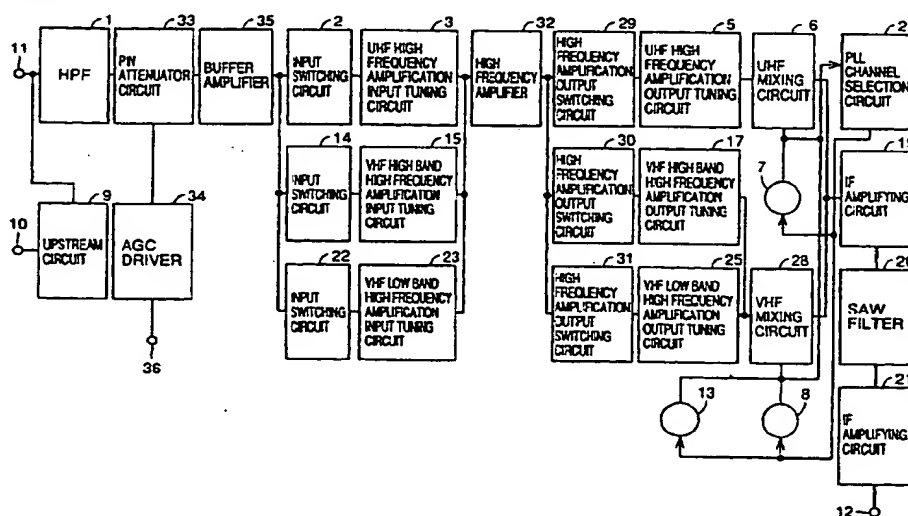 1
33
35
2
3
32
29
5
6
2
11
HPF
PIN
ATTENUATOR
CIRCUIT
BUFFER
AMPLIFIER
INPUT
SWITCHING
CIRCUIT
UHF HIGH
FREQUENCY
AMPLIFICATION
INPUT TUNING
CIRCUIT
HIGH
FREQUENCY
AMPLIFIER
HIGH
FREQUENCY
AMPLIFICATION
OUTPUT
SWITCHING
CIRCUIT
UHF HIGH
FREQUENCY
AMPLIFICATION
OUTPUT TUNING
CIRCUIT
UHF
MIXING
CIRCUIT
PLL
CHANNEL
SELECTION
CIRCUIT
14
15
30
17
7
19
INPUT
SWITCHING
CIRCUIT
VHF HIGH BAND
HIGH FREQUENCY
AMPLIFICATION
INPUT TUNING
CIRCUIT
HIGH
FREQUENCY
AMPLIFICATION
OUTPUT
SWITCHING
CIRCUIT
VHF HIGH BAND
HIGH FREQUENCY
AMPLIFICATION
OUTPUT TUNING
CIRCUIT
IF
AMPLIFYING
CIRCUIT
9
34
10
UPSTREAM
CIRCUIT
AGC
DRIVER
36
22
23
31
25
28
20
INPUT
SWITCHING
CIRCUIT
VHF LOW BAND
HIGH FREQUENCY
AMPLIFICATION
INPUT TUNING
CIRCUIT
HIGH
FREQUENCY
AMPLIFICATION
OUTPUT
SWITCHING
CIRCUIT
VHF LOW BAND
HIGH FREQUENCY
AMPLIFICATION
OUTPUT TUNING
CIRCUIT
VHF
MIXING
CIRCUIT
SAW
FILTER
13
8
21
IF
AMPLIFYING
CIRCUIT
12